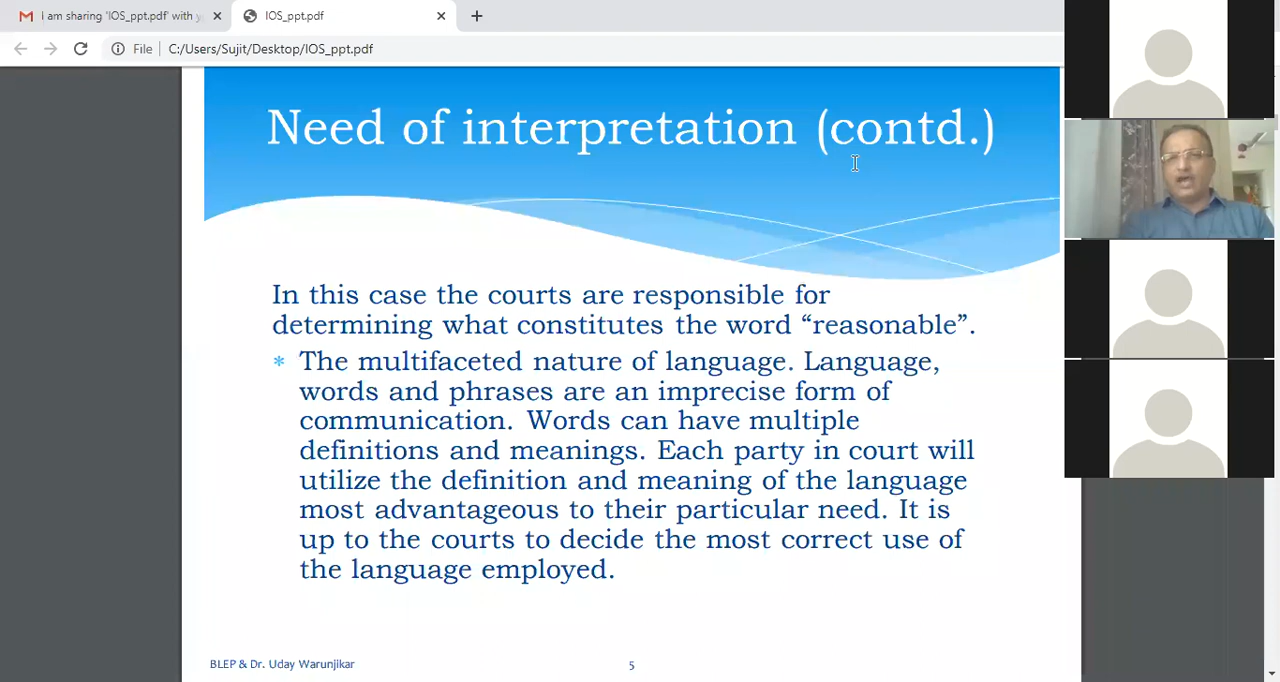 I am sharing 'IOS_ppt.pdf' with
IOS_ppt.pdf
File
C:/Users/Sujit/Desktop/IOS_ppt.pdf
Need of interpretation (contd.)
In this case the courts are responsible for
determining what constitutes the word “reasonable”.
* The multifaceted nature of language. Language,
words and phrases are an imprecise form of
communication. Words can have multiple
definitions and meanings. Each party in court will
utilize the definition and meaning of the language
most advantageous to their particular need. It is
up to the courts to decide the most correct use of
the language employed.
BLEP & Dr. Uday Warunjikar
5